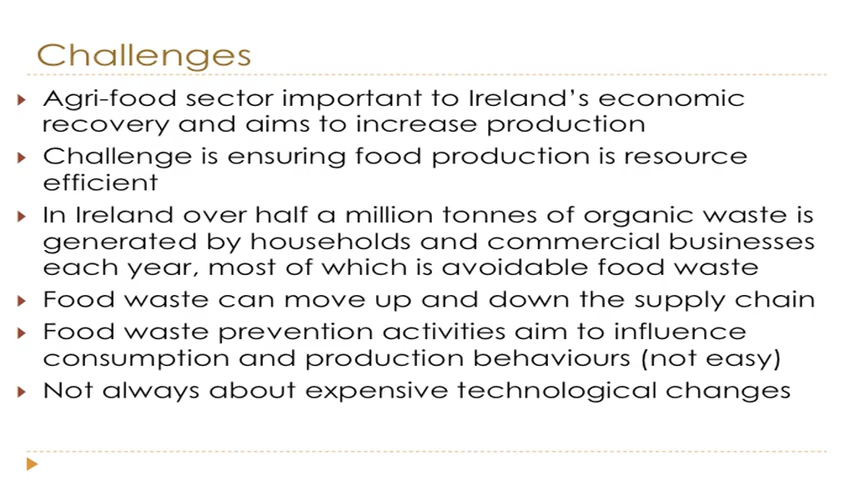 Challenges
Agri-food sector important to Ireland's economic
recovery and aims to increase production
Challenge is ensuring food production is resource
efficient
In Ireland over half a million tonnes of organic waste is
generated by households and commercial businesses
each year, most of which is avoidable food waste
Food waste can move up and down the supply chain
Food waste prevention activities aim to influence
consumption and production behaviours (not easy)
Not always about expensive technological changes